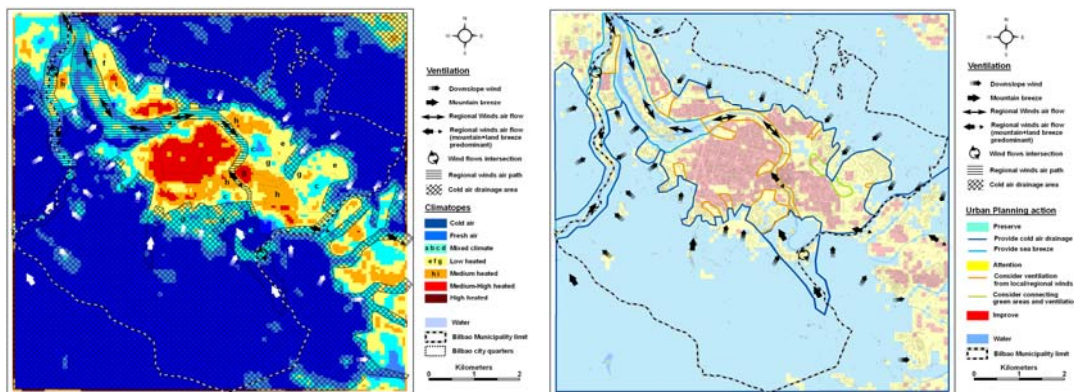 N
Ventilation
Downslope wind
Mountain breeze
Regional Winds air flow
Regional winds air flow
(mountain+land breeze
predominant)
Wind flows intersection
Regional winds air path
Cold air drainage area
Climatopes
Cold air
Fresh air
a b c d Mixed climate
e f g Low heated
h i Medium heated
Medium-High heated
High heated
Water
Bilbao Municipality limit
Bilbao city quarters
Kilometers
0 1 2
N
Ventilation
Downslope wind
Mountain breeze
Regional Winds air flow
Regional winds air flow
(mountain+land breeze
predominant)
Wind flows intersection
Regional winds air path
Cold air drainage area
Urban Planning action
Preserve
Provide cold air drainage
Provide sea breeze
Attention
Consider ventilation
from local/regional winds
Consider connecting
green areas and ventilation
Improve
Water
Bilbao Municipality limit
Kilometers
0 1 2